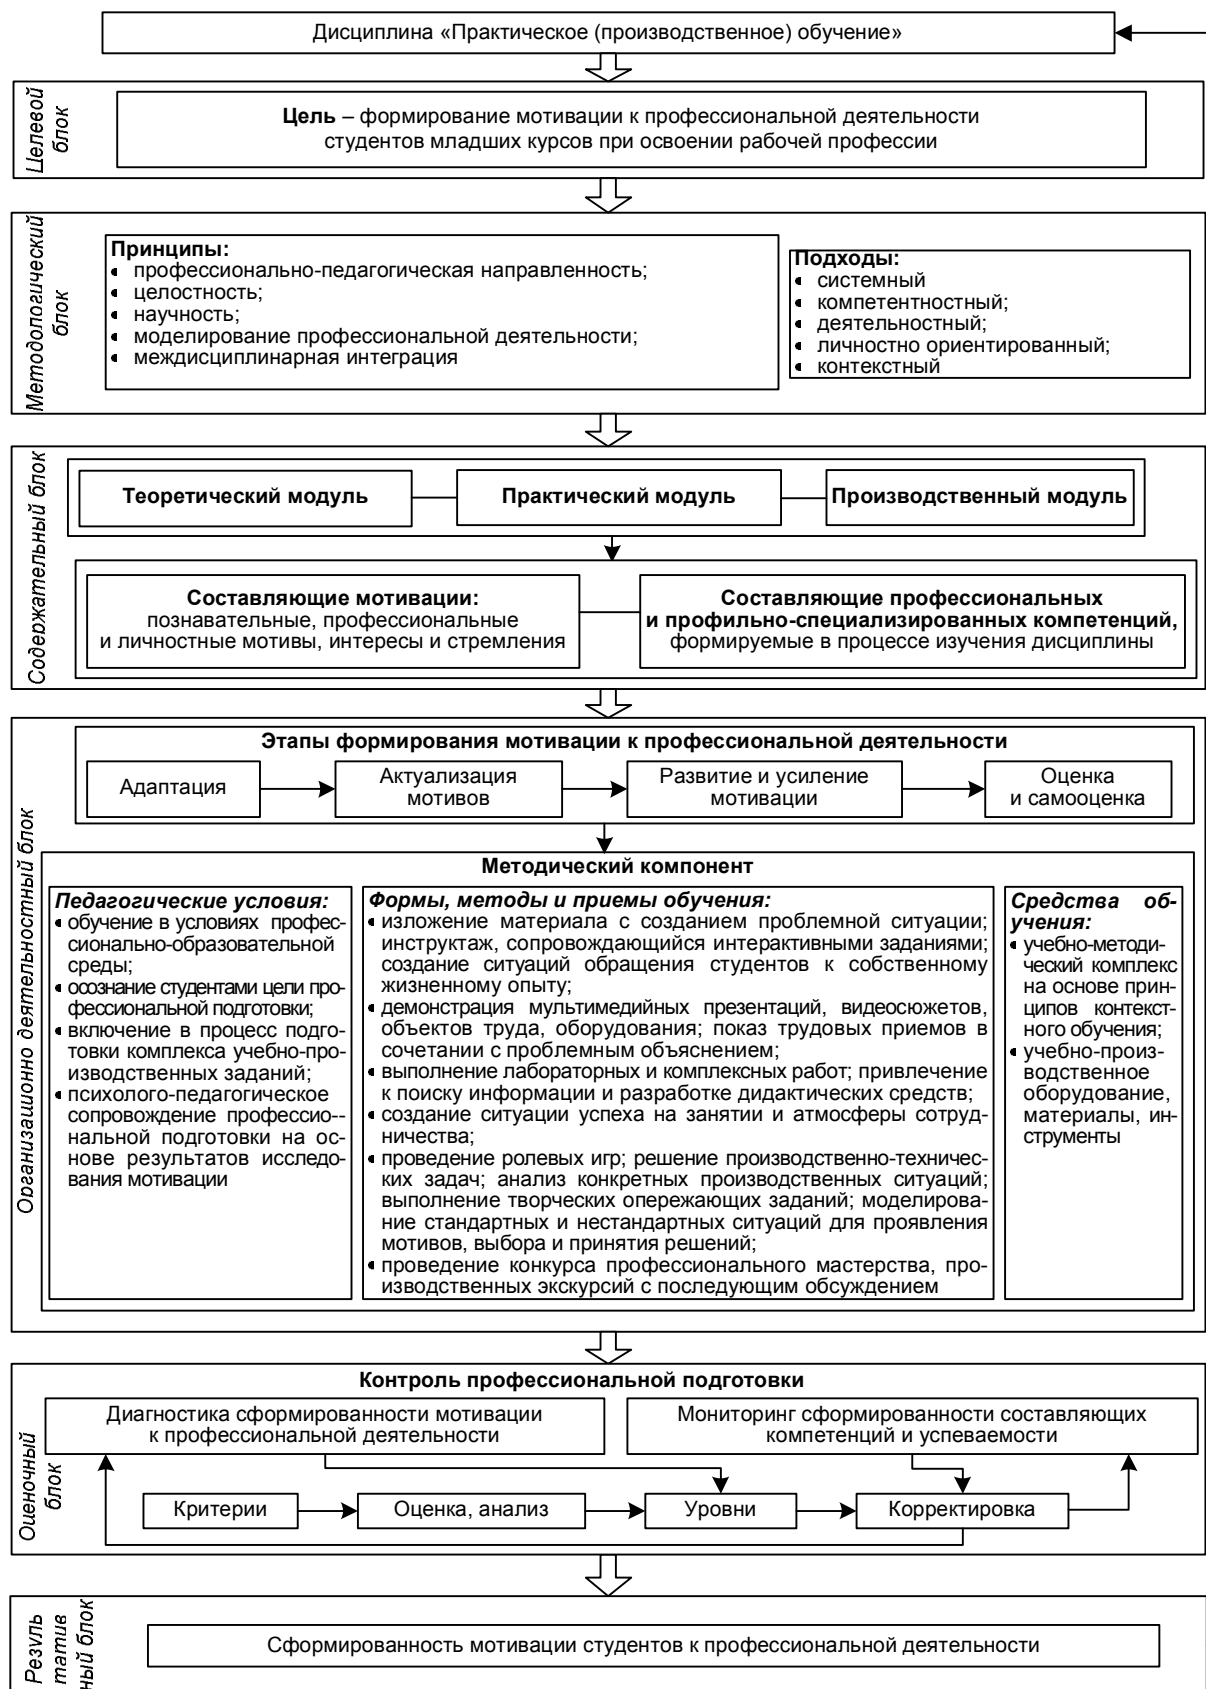 Дисциплина «Практическое (производственное) обучение»
Целевой
блок
Цель – формирование мотивации к профессиональной деятельности
студентов младших курсов при освоении рабочей профессии
Методологический
блок
Принципы:
• профессионально-педагогическая направленность;
• целостность;
• научность;
• моделирование профессиональной деятельности;
• междисциплинарная интеграция
Подходы:
• системный
• компетентностный;
• деятельностный;
• личностно ориентированный;
• контекстный
Содержательный блок
Теоретический модуль
Практический модуль
Производственный модуль
Составляющие мотивации:
познавательные, профессиональные
и личностные мотивы, интересы и стремления
Составляющие профессиональных
и профильно-специализированных компетенций,
формируемые в процессе изучения дисциплины
Организационно деятельностный блок
Этапы формирования мотивации к профессиональной деятельности
Адаптация
Актуализация
мотивов
Развитие и усиление
мотивации
Оценка
и самооценка
Методический компонент
Педагогические условия:
• обучение в условиях профес-
сионально-образовательной
среды;
• осознание студентами цели про-
фессиональной подготовки;
• включение в процесс подго-
товки комплекса учебно-про-
изводственных заданий;
• психолого-педагогическое
сопровождение профессио--
нальной подготовки на ос-
нове результатов исследо-
вания мотивации
Формы, методы и приемы обучения:
• изложение материала с созданием проблемной ситуации;
инструктаж, сопровождающийся интерактивными заданиями;
создание ситуаций обращения студентов к собственному
жизненному опыту;
• демонстрация мультимедийных презентаций, видеосюжетов,
объектов труда, оборудования; показ трудовых приемов в
сочетании с проблемным объяснением;
• выполнение лабораторных и комплексных работ; привлечение
к поиску информации и разработке дидактических средств;
• создание ситуации успеха на занятии и атмосферы сотруд-
ничества;
• проведение ролевых игр; решение производственно-техничес-
ких задач; анализ конкретных производственных ситуаций;
выполнение творческих опережающих заданий; моделирова-
ние стандартных и нестандартных ситуаций для проявления
мотивов, выбора и принятия решений;
• проведение конкурса профессионального мастерства, про-
изводственных экскурсий с последующим обсуждением
Средства об-
учения:
• учебно-методи-
ческий комплекс
на основе прин-
ципов контекст-
ного обучения;
• учебно-произ-
водственное
оборудование,
материалы, ин-
струменты
Оценочный
блок
Контроль профессиональной подготовки
Диагностика сформированности мотивации
к профессиональной деятельности
Мониторинг сформированности составляющих
компетенций и успеваемости
Критерии
Оценка, анализ
Уровни
Корректировка
Резуль
татив
ный блок
Сформированность мотивации студентов к профессиональной деятельности